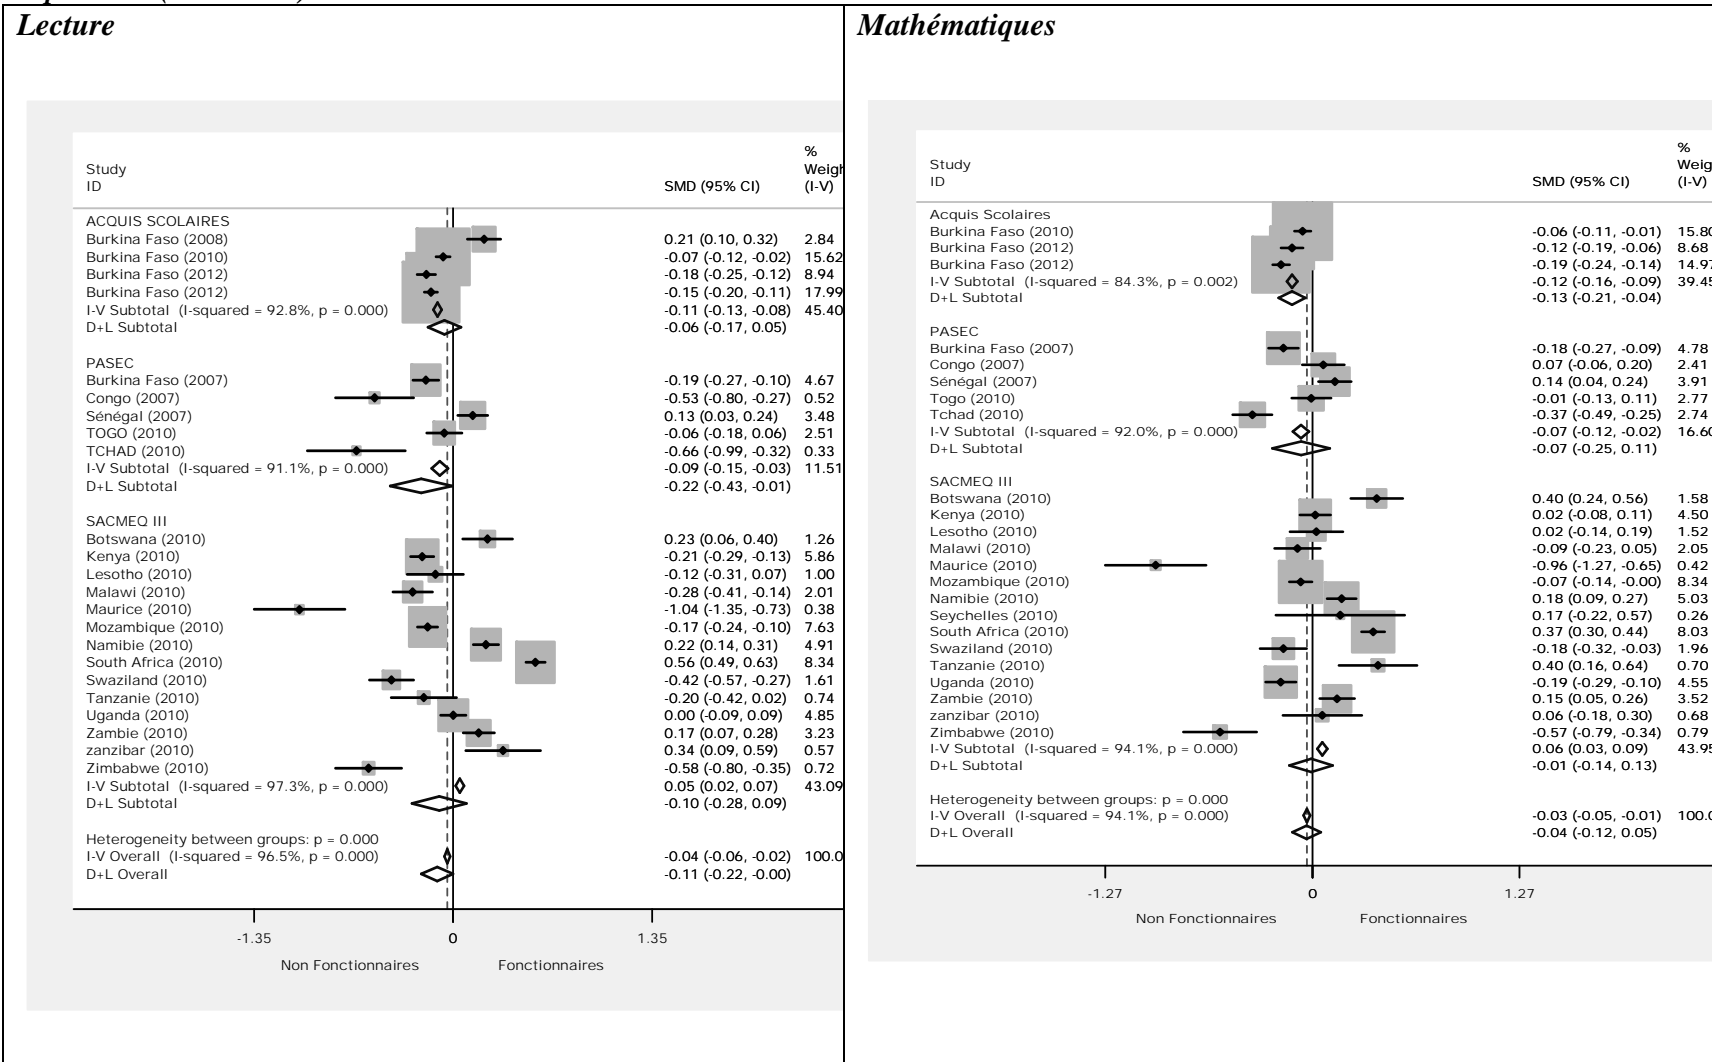 Lecture
%
Study Weigh
ID SMD (95% CI) (I-V)
ACQUIS SCOLAIRES
Burkina Faso (2008) 0.21 (0.10, 0.32) 2.84
Burkina Faso (2010) -0.07 (-0.12, -0.02) 15.62
Burkina Faso (2012) -0.18 (-0.25, -0.12) 8.94
Burkina Faso (2012) -0.15 (-0.20, -0.11) 17.99
I-V Subtotal (I-squared = 92.8%, p = 0.000) -0.11 (-0.13, -0.08) 45.40
D+L Subtotal -0.06 (-0.17, 0.05)
PASEC
Burkina Faso (2007) -0.19 (-0.27, -0.10) 4.67
Congo (2007) -0.53 (-0.80, -0.27) 0.52
Sénégal (2007) 0.13 (0.03, 0.24) 3.48
TOGO (2010) -0.06 (-0.18, 0.06) 2.51
TCHAD (2010) -0.66 (-0.99, -0.32) 0.33
I-V Subtotal (I-squared = 91.1%, p = 0.000) -0.09 (-0.15, -0.03) 11.51
D+L Subtotal -0.22 (-0.43, -0.01)
SACMEQ III
Botswana (2010) 0.23 (0.06, 0.40) 1.26
Kenya (2010) -0.21 (-0.29, -0.13) 5.86
Lesotho (2010) -0.12 (-0.31, 0.07) 1.00
Malawi (2010) -0.28 (-0.41, -0.14) 2.01
Maurice (2010) -1.04 (-1.35, -0.73) 0.38
Mozambique (2010) -0.17 (-0.24, -0.10) 7.63
Namibie (2010) 0.22 (0.14, 0.31) 4.91
South Africa (2010) 0.56 (0.49, 0.63) 8.34
Swaziland (2010) -0.42 (-0.57, -0.27) 1.61
Tanzanie (2010) -0.20 (-0.42, 0.02) 0.74
Uganda (2010) 0.00 (-0.09, 0.09) 4.85
Zambie (2010) 0.17 (0.07, 0.28) 3.23
zanzibar (2010) 0.34 (0.09, 0.59) 0.57
Zimbabwe (2010) -0.58 (-0.80, -0.35) 0.72
I-V Subtotal (I-squared = 97.3%, p = 0.000) 0.05 (0.02, 0.07) 43.09
D+L Subtotal -0.10 (-0.28, 0.09)
Heterogeneity between groups: p = 0.000
I-V Overall (I-squared = 96.5%, p = 0.000) -0.04 (-0.06, -0.02) 100.0
D+L Overall -0.11 (-0.22, -0.00)
-1.35 0 1.35
Non Fonctionnaires Fonctionnaires
Mathématiques
%
Study Weig
ID SMD (95% CI) (I-V)
Acquis Scolaires
Burkina Faso (2010) -0.06 (-0.11, -0.01) 15.80
Burkina Faso (2012) -0.12 (-0.19, -0.06) 8.68
Burkina Faso (2012) -0.19 (-0.24, -0.14) 14.97
I-V Subtotal (I-squared = 84.3%, p = 0.002) -0.12 (-0.16, -0.09) 39.45
D+L Subtotal -0.13 (-0.21, -0.04)
PASEC
Burkina Faso (2007) -0.18 (-0.27, -0.09) 4.78
Congo (2007) 0.07 (-0.06, 0.20) 2.41
Sénégal (2007) 0.14 (0.04, 0.24) 3.91
Togo (2010) -0.01 (-0.13, 0.11) 2.77
Tchad (2010) -0.37 (-0.49, -0.25) 2.74
I-V Subtotal (I-squared = 92.0%, p = 0.000) -0.07 (-0.12, -0.02) 16.60
D+L Subtotal -0.07 (-0.25, 0.11)
SACMEQ III
Botswana (2010) 0.40 (0.24, 0.56) 1.58
Kenya (2010) 0.02 (-0.08, 0.11) 4.50
Lesotho (2010) 0.02 (-0.14, 0.19) 1.52
Malawi (2010) -0.09 (-0.23, 0.05) 2.05
Maurice (2010) -0.96 (-1.27, -0.65) 0.42
Mozambique (2010) -0.07 (-0.14, -0.00) 8.34
Namibie (2010) 0.18 (0.09, 0.27) 5.03
Seychelles (2010) 0.17 (-0.22, 0.57) 0.26
South Africa (2010) 0.37 (0.30, 0.44) 8.03
Swaziland (2010) -0.18 (-0.32, -0.03) 1.96
Tanzanie (2010) 0.40 (0.16, 0.64) 0.70
Uganda (2010) -0.19 (-0.29, -0.10) 4.55
Zambie (2010) 0.15 (0.05, 0.26) 3.52
zanzibar (2010) 0.06 (-0.18, 0.30) 0.68
Zimbabwe (2010) -0.57 (-0.79, -0.34) 0.79
I-V Subtotal (I-squared = 94.1%, p = 0.000) 0.06 (0.03, 0.09) 43.95
D+L Subtotal -0.01 (-0.14, 0.13)
Heterogeneity between groups: p = 0.000
I-V Overall (I-squared = 94.1%, p = 0.000) -0.03 (-0.05, -0.01) 100.0
D+L Overall -0.04 (-0.12, 0.05)
-1.27 0 1.27
Non Fonctionnaires Fonctionnaires